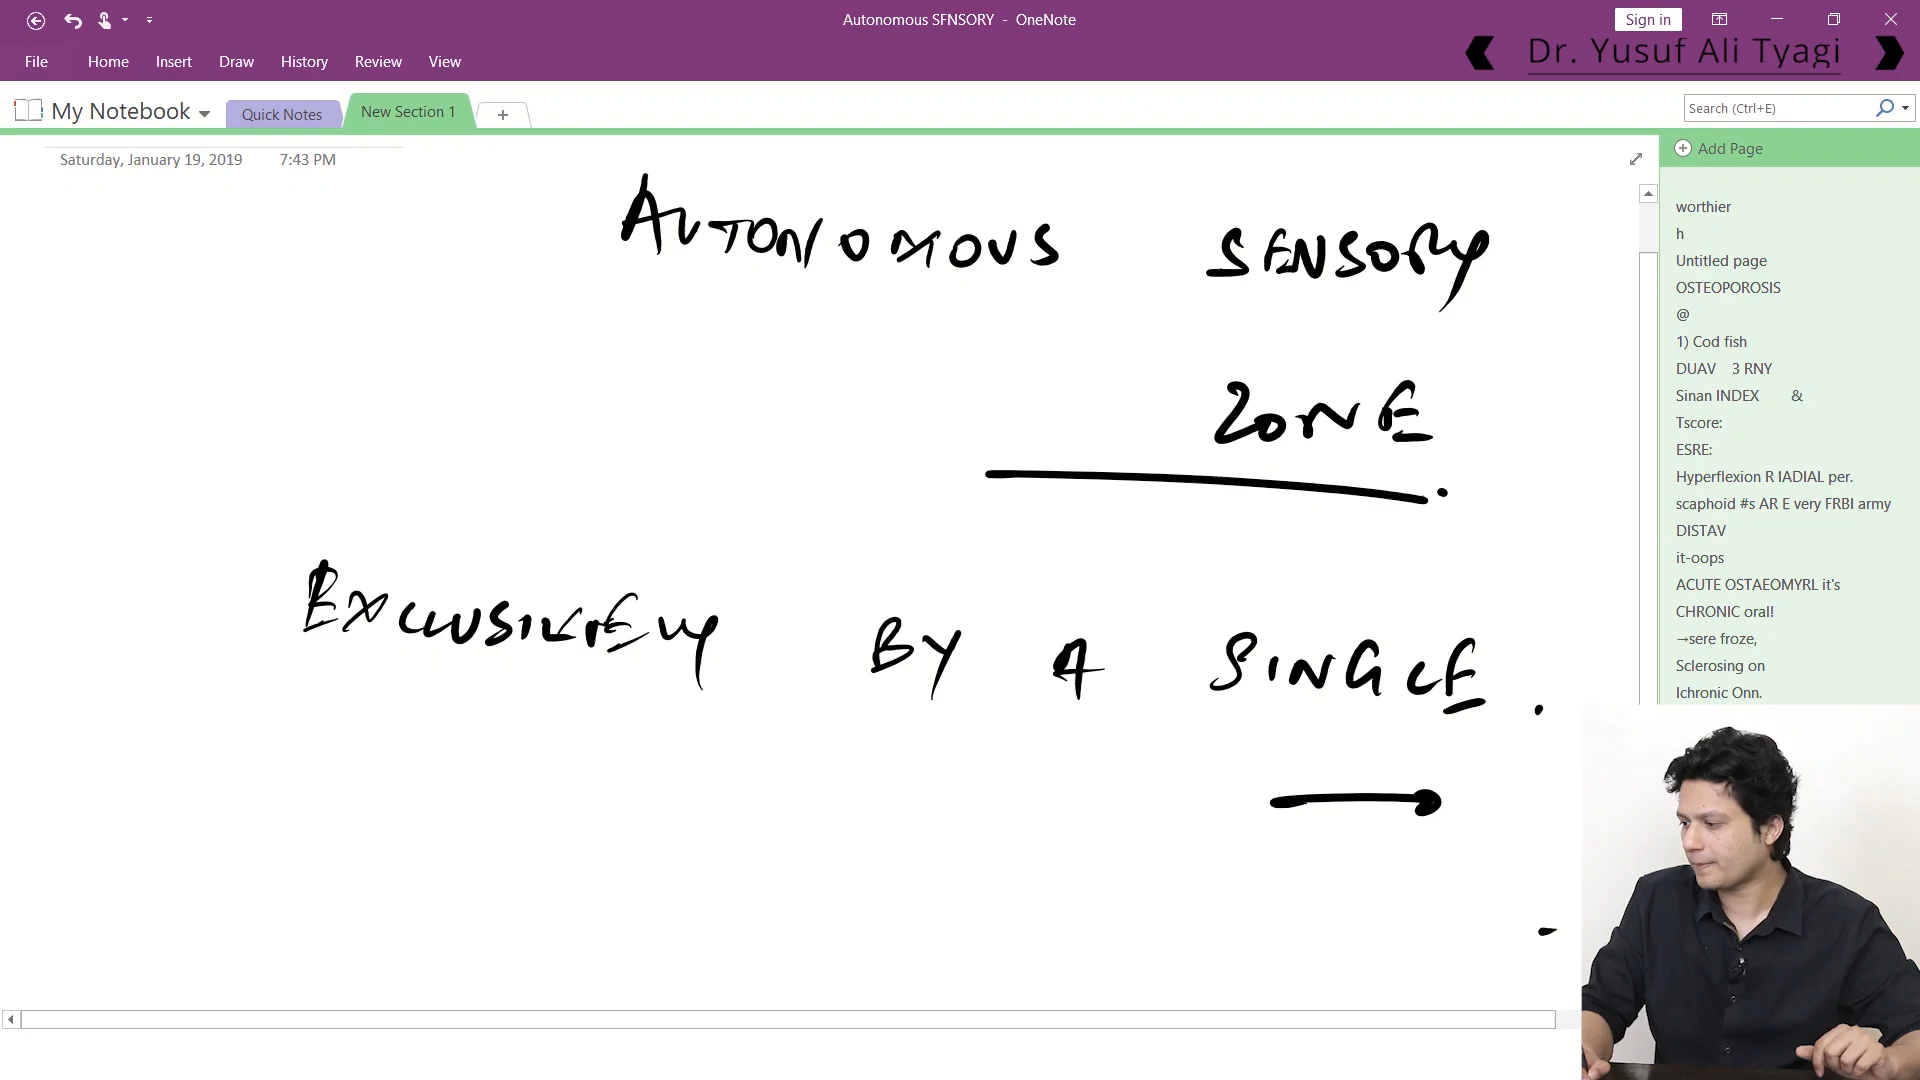 Autonomous SFNSORY - OneNote
Sign in
File Home Insert Draw History Review View
Dr. Yusuf Ali Tyagi
My Notebook Quick Notes New Section 1 +
Search (Ctrl+E)
Saturday, January 19, 2019 7:43 PM
Add Page
AUTONOMOUS SENSORY
ZONE
EXCLUSIVELY BY A SINGLE.
worthier
h
Untitled page
OSTEOPOROSIS
@
1) Cod fish
DUAV 3 RNY
Sinan INDEX &
Tscore:
ESRE:
Hyperflexion R IADIAL per.
scaphoid #s AR E very FRBI army
DISTAV
it-oops
ACUTE OSTAEOMYRL it's
CHRONIC oral!
→sere froze,
Sclerosing on
Ichronic Onn.